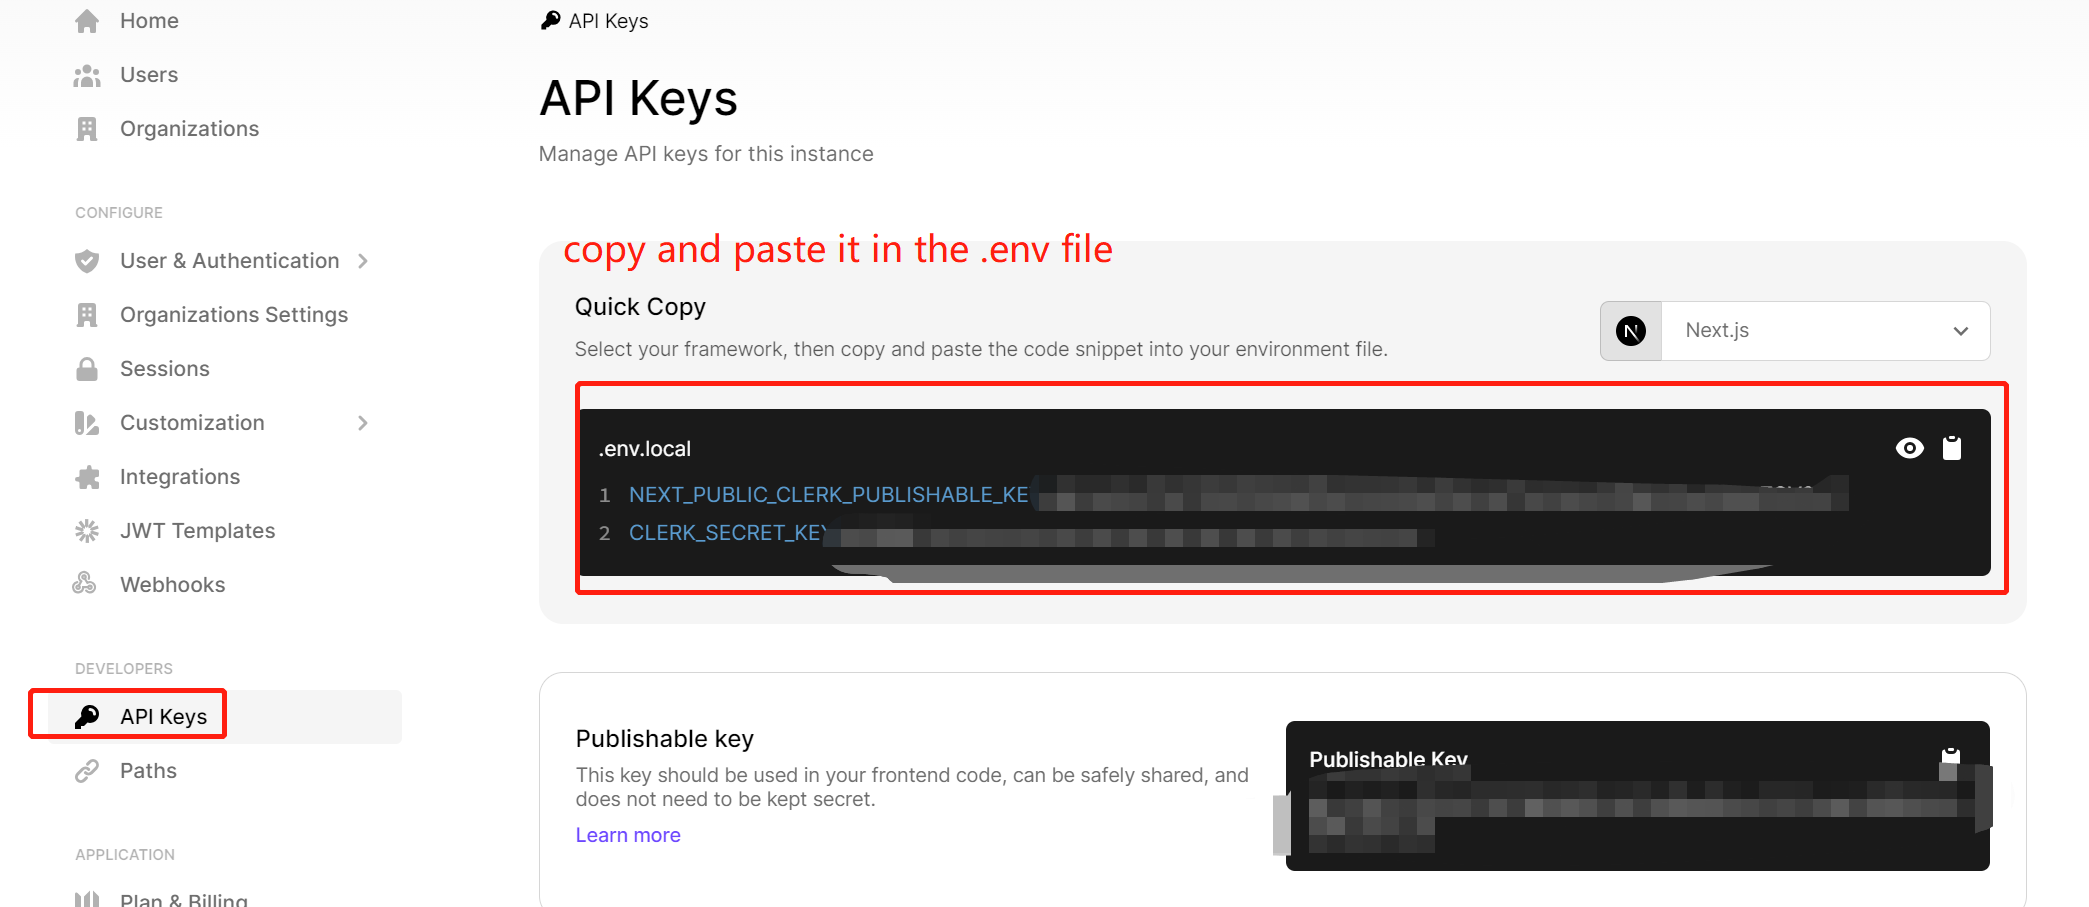 Home
Users
Organizations
CONFIGURE
User & Authentication
Organizations Settings
Sessions
Customization
Integrations
JWT Templates
Webhooks
DEVELOPERS
API Keys
Paths
APPLICATION
Plan & Billing
API Keys
API Keys
Manage API keys for this instance
copy and paste it in the .env file
Quick Copy
Select your framework, then copy and paste the code snippet into your environment file.
N Next.js
.env.local
1 NEXT_PUBLIC_CLERK_PUBLISHABLE_KE
2 CLERK_SECRET_KEY
Publishable key
This key should be used in your frontend code, can be safely shared, and
does not need to be kept secret.
Learn more
Publishable Key